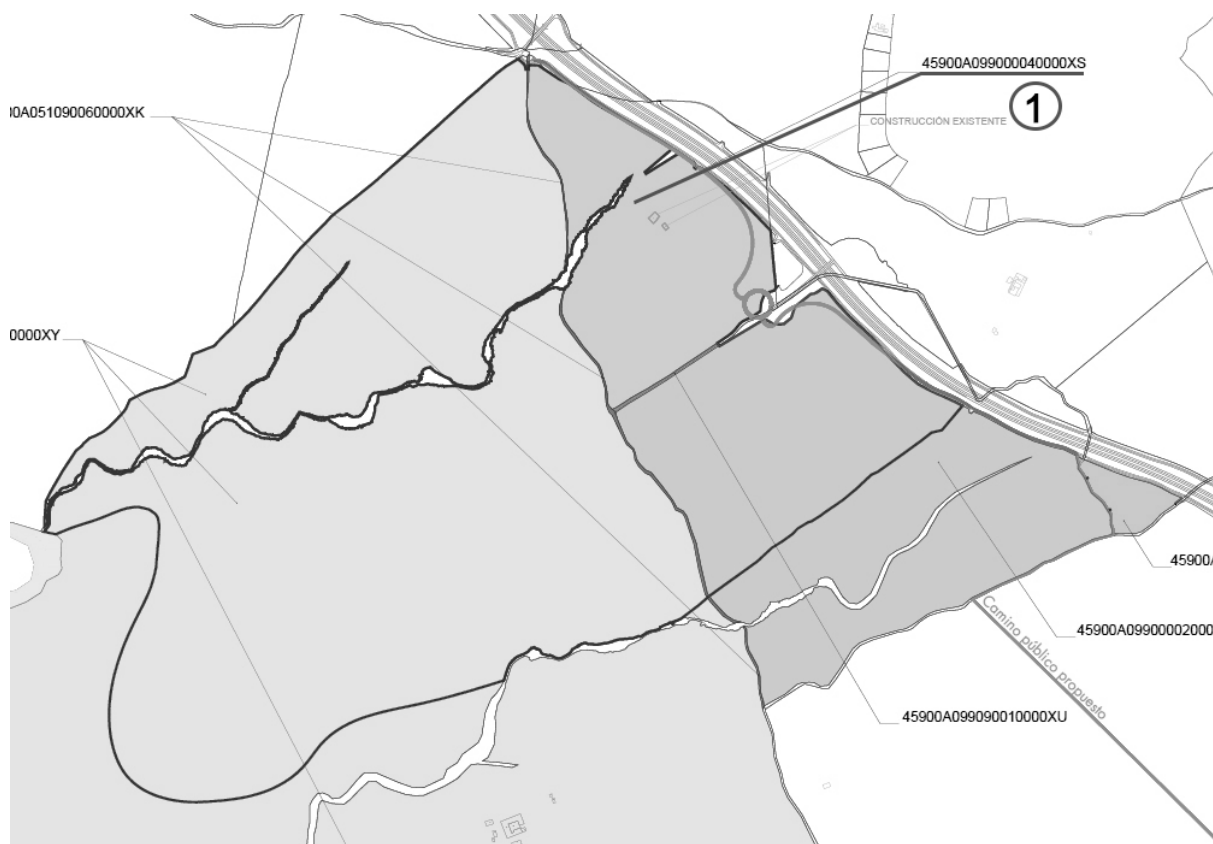 45900A099000040000XS
1
CONSTRUCCIÓN EXISTENTE
0A051090060000XK
0000XY
45900A
45900A09900002000
Camino público propuesto
45900A099090010000XU